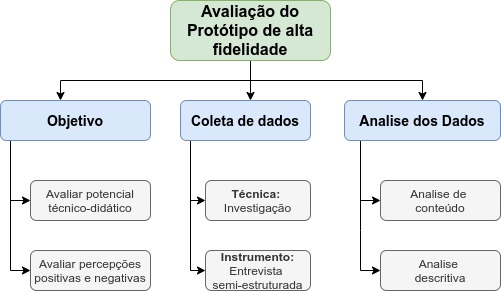 Avaliação do
Protótipo de alta
fidelidade
Objetivo
Coleta de dados
Analise dos Dados
Avaliar potencial
técnico-didático
Técnica:
Investigação
Analise de
conteúdo
Avaliar percepções
positivas e negativas
Instrumento:
Entrevista
semi-estruturada
Analise
descritiva